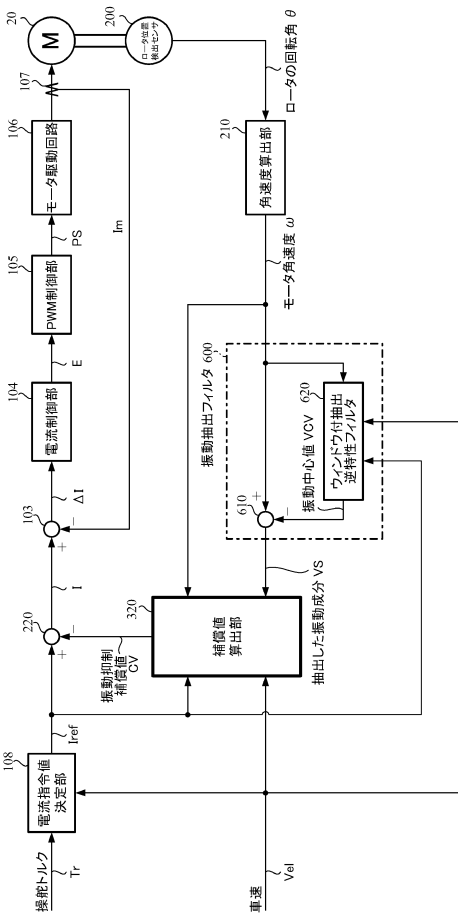 操舵トルク
Tr
108
電流指令値
決定部
Iref
220
+
−
I
103
+
−
ΔI
104
電流制御部
E
105
PWM制御部
PS
106
モータ駆動回路
107
Im
20
M
200
ロータ位置
検出センサ
ロータの回転角 θ
210
角速度算出部
モータ角速度 ω
振動抽出フィルタ 600
620
ウィンドウ付抽出
逆特性フィルタ
振動中心値 VCV
610
+
−
抽出した振動成分 VS
320
補償値
算出部
振動抑制
補償値
CV
車速
Vel